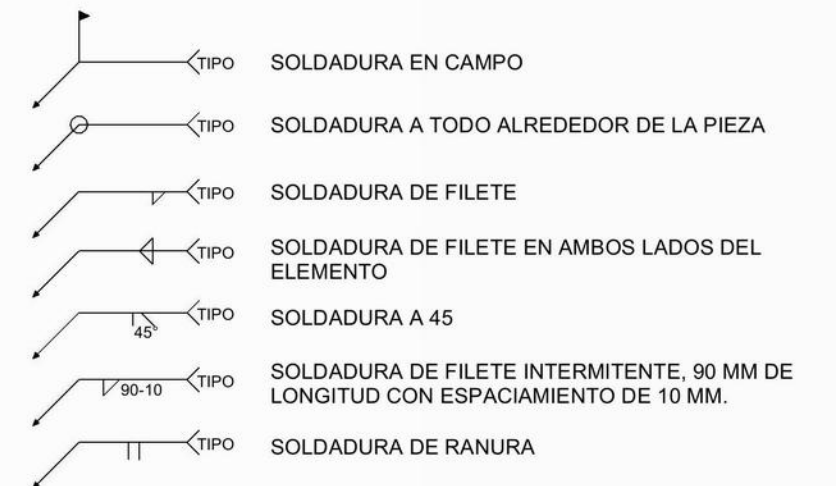 TIPO SOLDADURA EN CAMPO
TIPO SOLDADURA A TODO ALREDEDOR DE LA PIEZA
TIPO SOLDADURA DE FILETE
TIPO SOLDADURA DE FILETE EN AMBOS LADOS DEL
ELEMENTO
45° TIPO SOLDADURA A 45
90-10 TIPO SOLDADURA DE FILETE INTERMITENTE, 90 MM DE
LONGITUD CON ESPACIAMIENTO DE 10 MM.
TIPO SOLDADURA DE RANURA